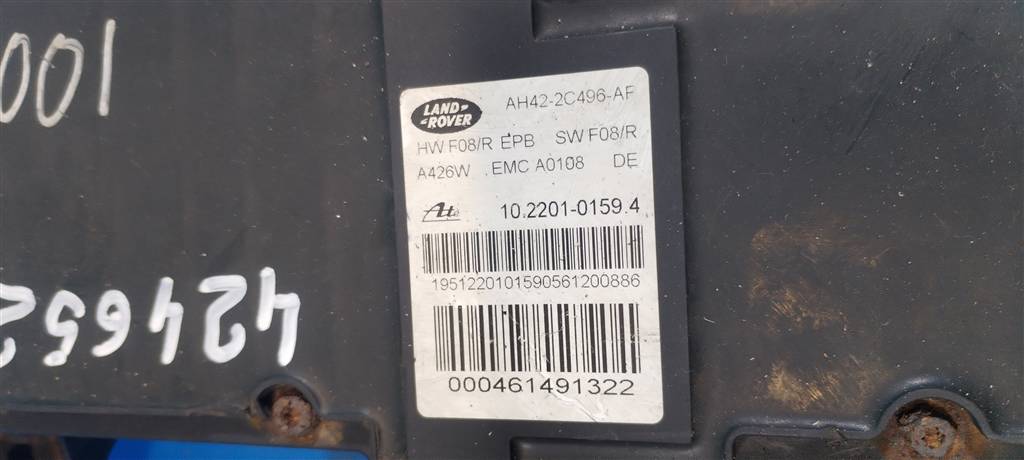 001
LAND-
-ROVER
AH42-2C496-AF
HW F08/R EPB SW F08/R
A426W .EMC A0108 DE
Ate 10.2201-0159.4
1951220101590561200886
000461491322